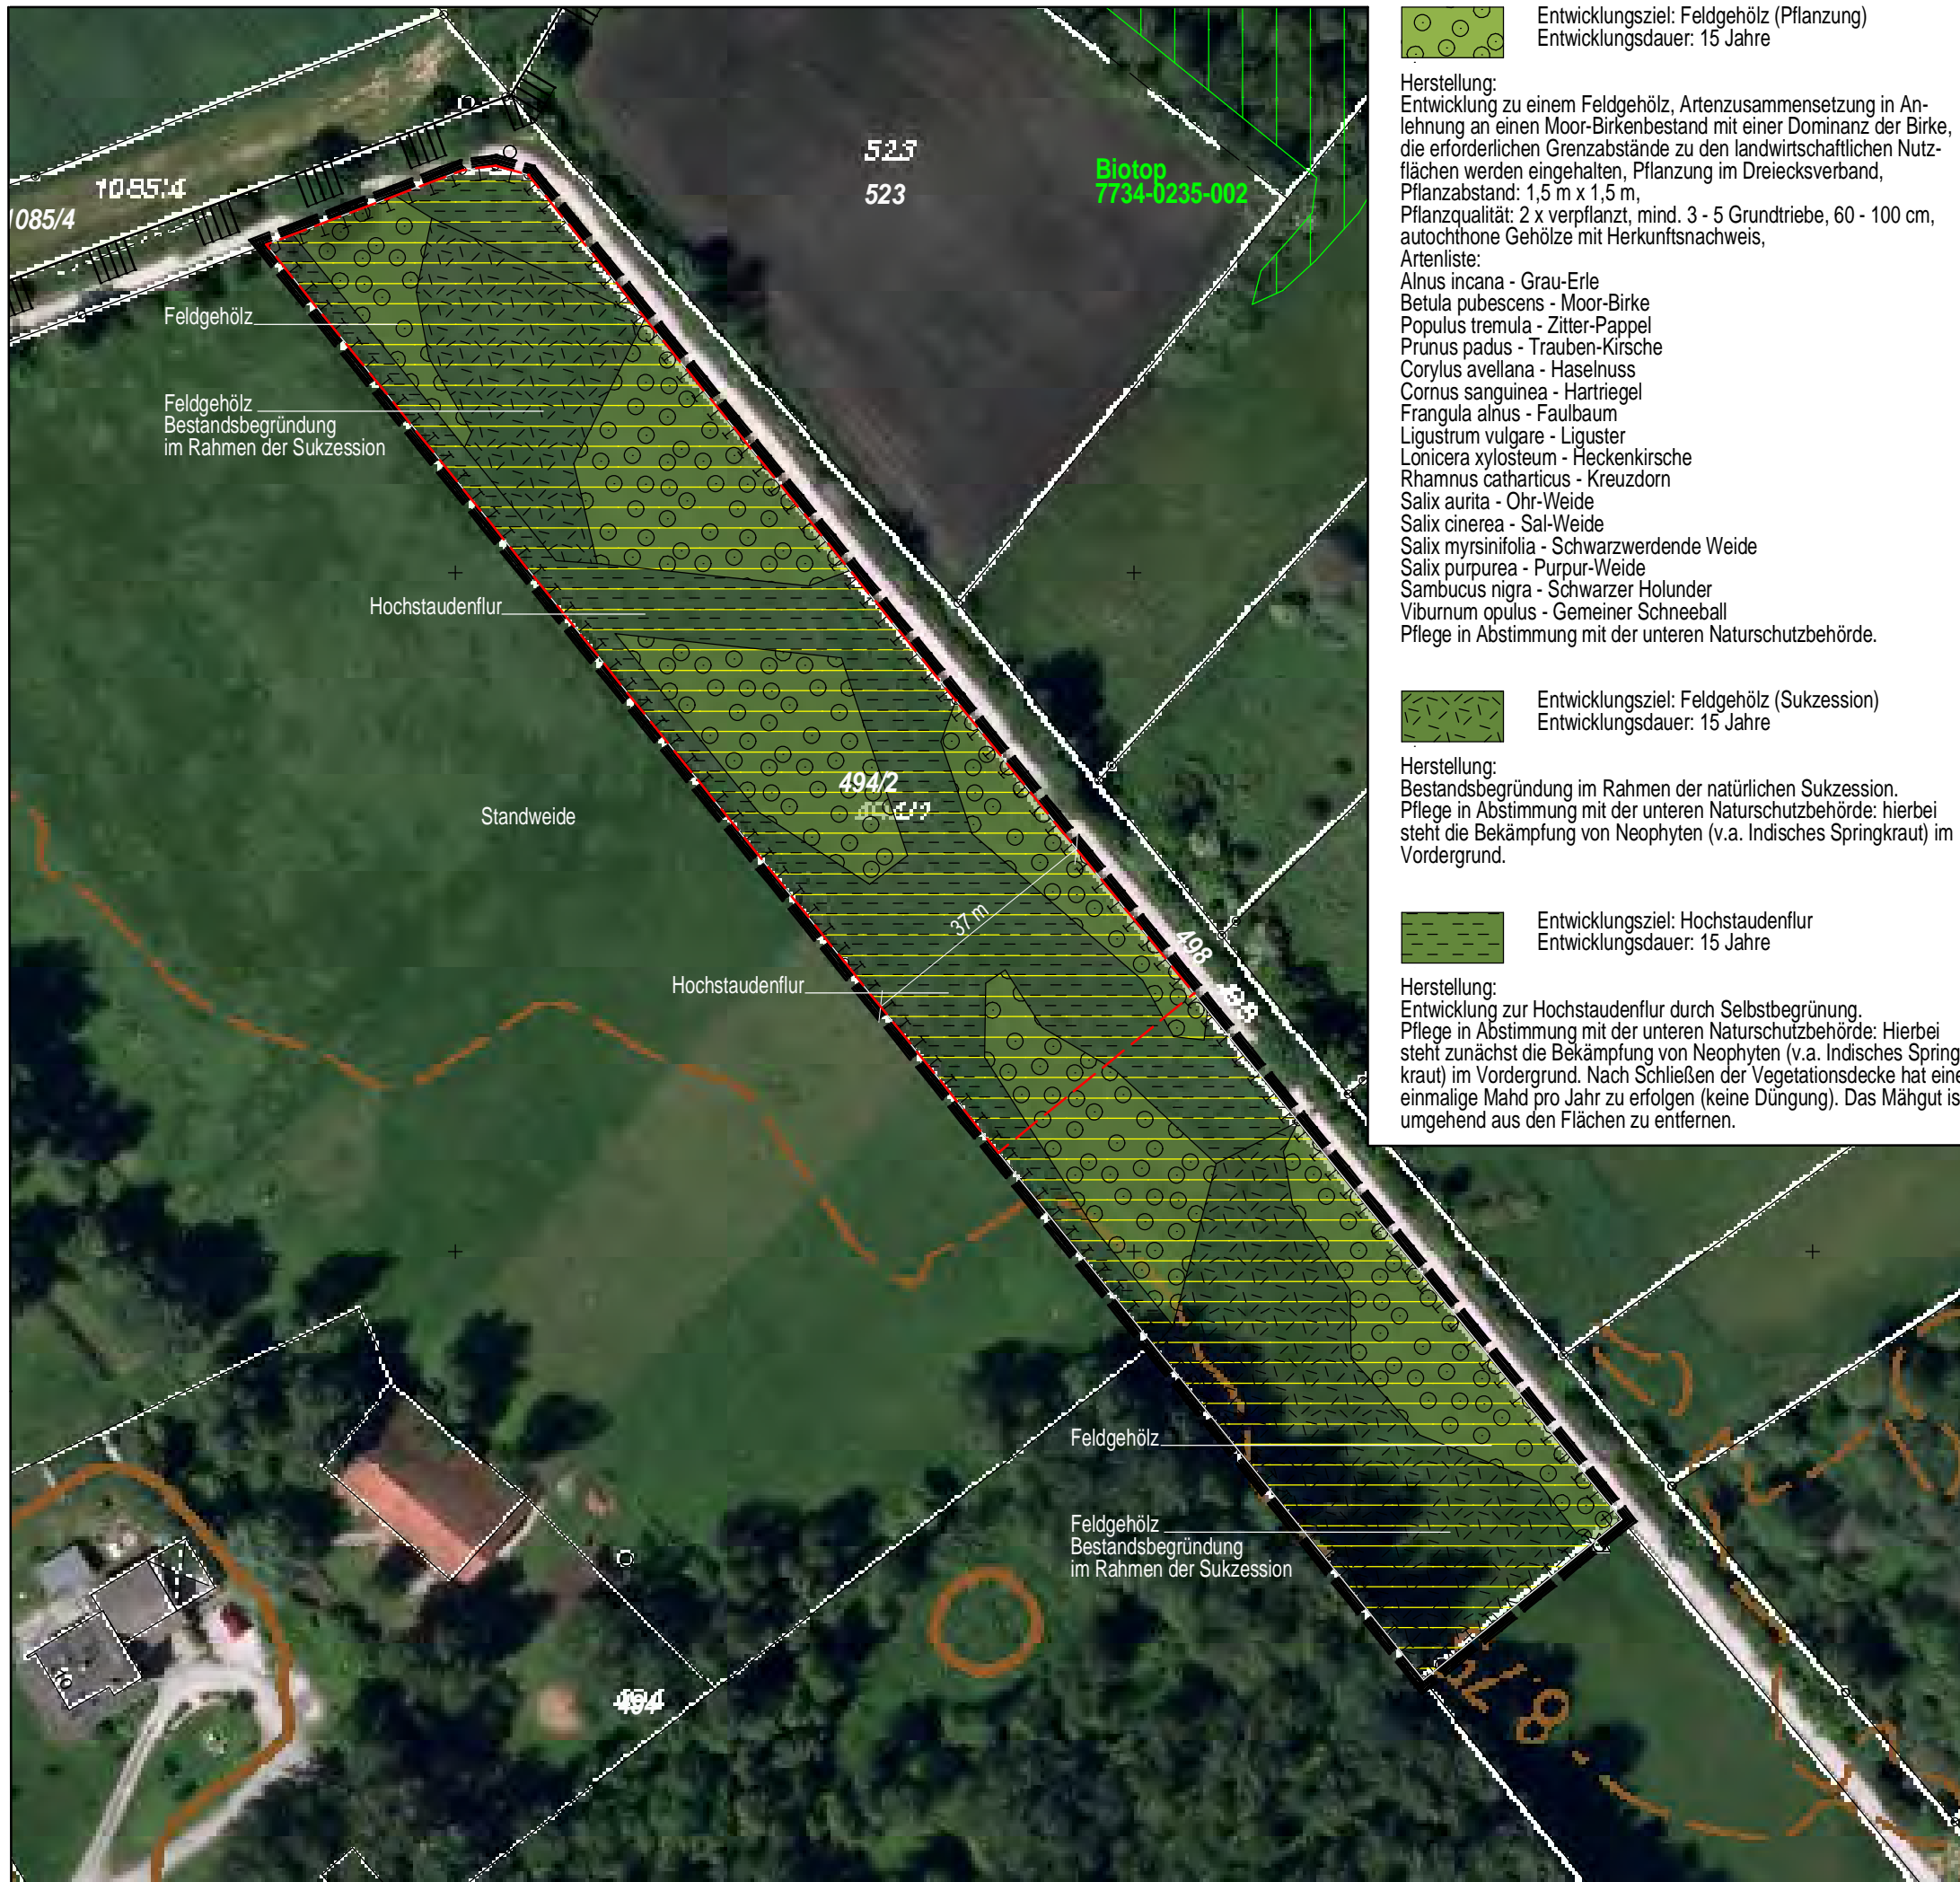 1085/4
1085/4
523
523
Biotop
7734-0235-002
Feldgehölz
Feldgehölz
Bestandsbegründung
im Rahmen der Sukzession
Hochstaudenflur
494/2
Standweide
37 m
498
Hochstaudenflur
Feldgehölz
Feldgehölz
Bestandsbegründung
im Rahmen der Sukzession
494
10
Entwicklungsziel: Feldgehölz (Pflanzung)
Entwicklungsdauer: 15 Jahre
Herstellung:
Entwicklung zu einem Feldgehölz, Artenzusammensetzung in An-
lehnung an einen Moor-Birkenbestand mit einer Dominanz der Birke,
die erforderlichen Grenzabstände zu den landwirtschaftlichen Nutz-
flächen werden eingehalten, Pflanzung im Dreiecksverband,
Pflanzabstand: 1,5 m x 1,5 m,
Pflanzqualität: 2 x verpflanzt, mind. 3 - 5 Grundtriebe, 60 - 100 cm,
autochthone Gehölze mit Herkunftsnachweis,
Artenliste:
Alnus incana - Grau-Erle
Betula pubescens - Moor-Birke
Populus tremula - Zitter-Pappel
Prunus padus - Trauben-Kirsche
Corylus avellana - Haselnuss
Cornus sanguinea - Hartriegel
Frangula alnus - Faulbaum
Ligustrum vulgare - Liguster
Lonicera xylosteum - Heckenkirsche
Rhamnus catharticus - Kreuzdorn
Salix aurita - Ohr-Weide
Salix cinerea - Sal-Weide
Salix myrsinifolia - Schwarzwerdende Weide
Salix purpurea - Purpur-Weide
Sambucus nigra - Schwarzer Holunder
Viburnum opulus - Gemeiner Schneeball
Pflege in Abstimmung mit der unteren Naturschutzbehörde.
Entwicklungsziel: Feldgehölz (Sukzession)
Entwicklungsdauer: 15 Jahre
Herstellung:
Bestandsbegründung im Rahmen der natürlichen Sukzession.
Pflege in Abstimmung mit der unteren Naturschutzbehörde: hierbei
steht die Bekämpfung von Neophyten (v.a. Indisches Springkraut) im
Vordergrund.
Entwicklungsziel: Hochstaudenflur
Entwicklungsdauer: 15 Jahre
Herstellung:
Entwicklung zur Hochstaudenflur durch Selbstbegrünung.
Pflege in Abstimmung mit der unteren Naturschutzbehörde: Hierbei
steht zunächst die Bekämpfung von Neophyten (v.a. Indisches Spring
kraut) im Vordergrund. Nach Schließen der Vegetationsdecke hat eine
einmalige Mahd pro Jahr zu erfolgen (keine Düngung). Das Mähgut is
umgehend aus den Flächen zu entfernen.